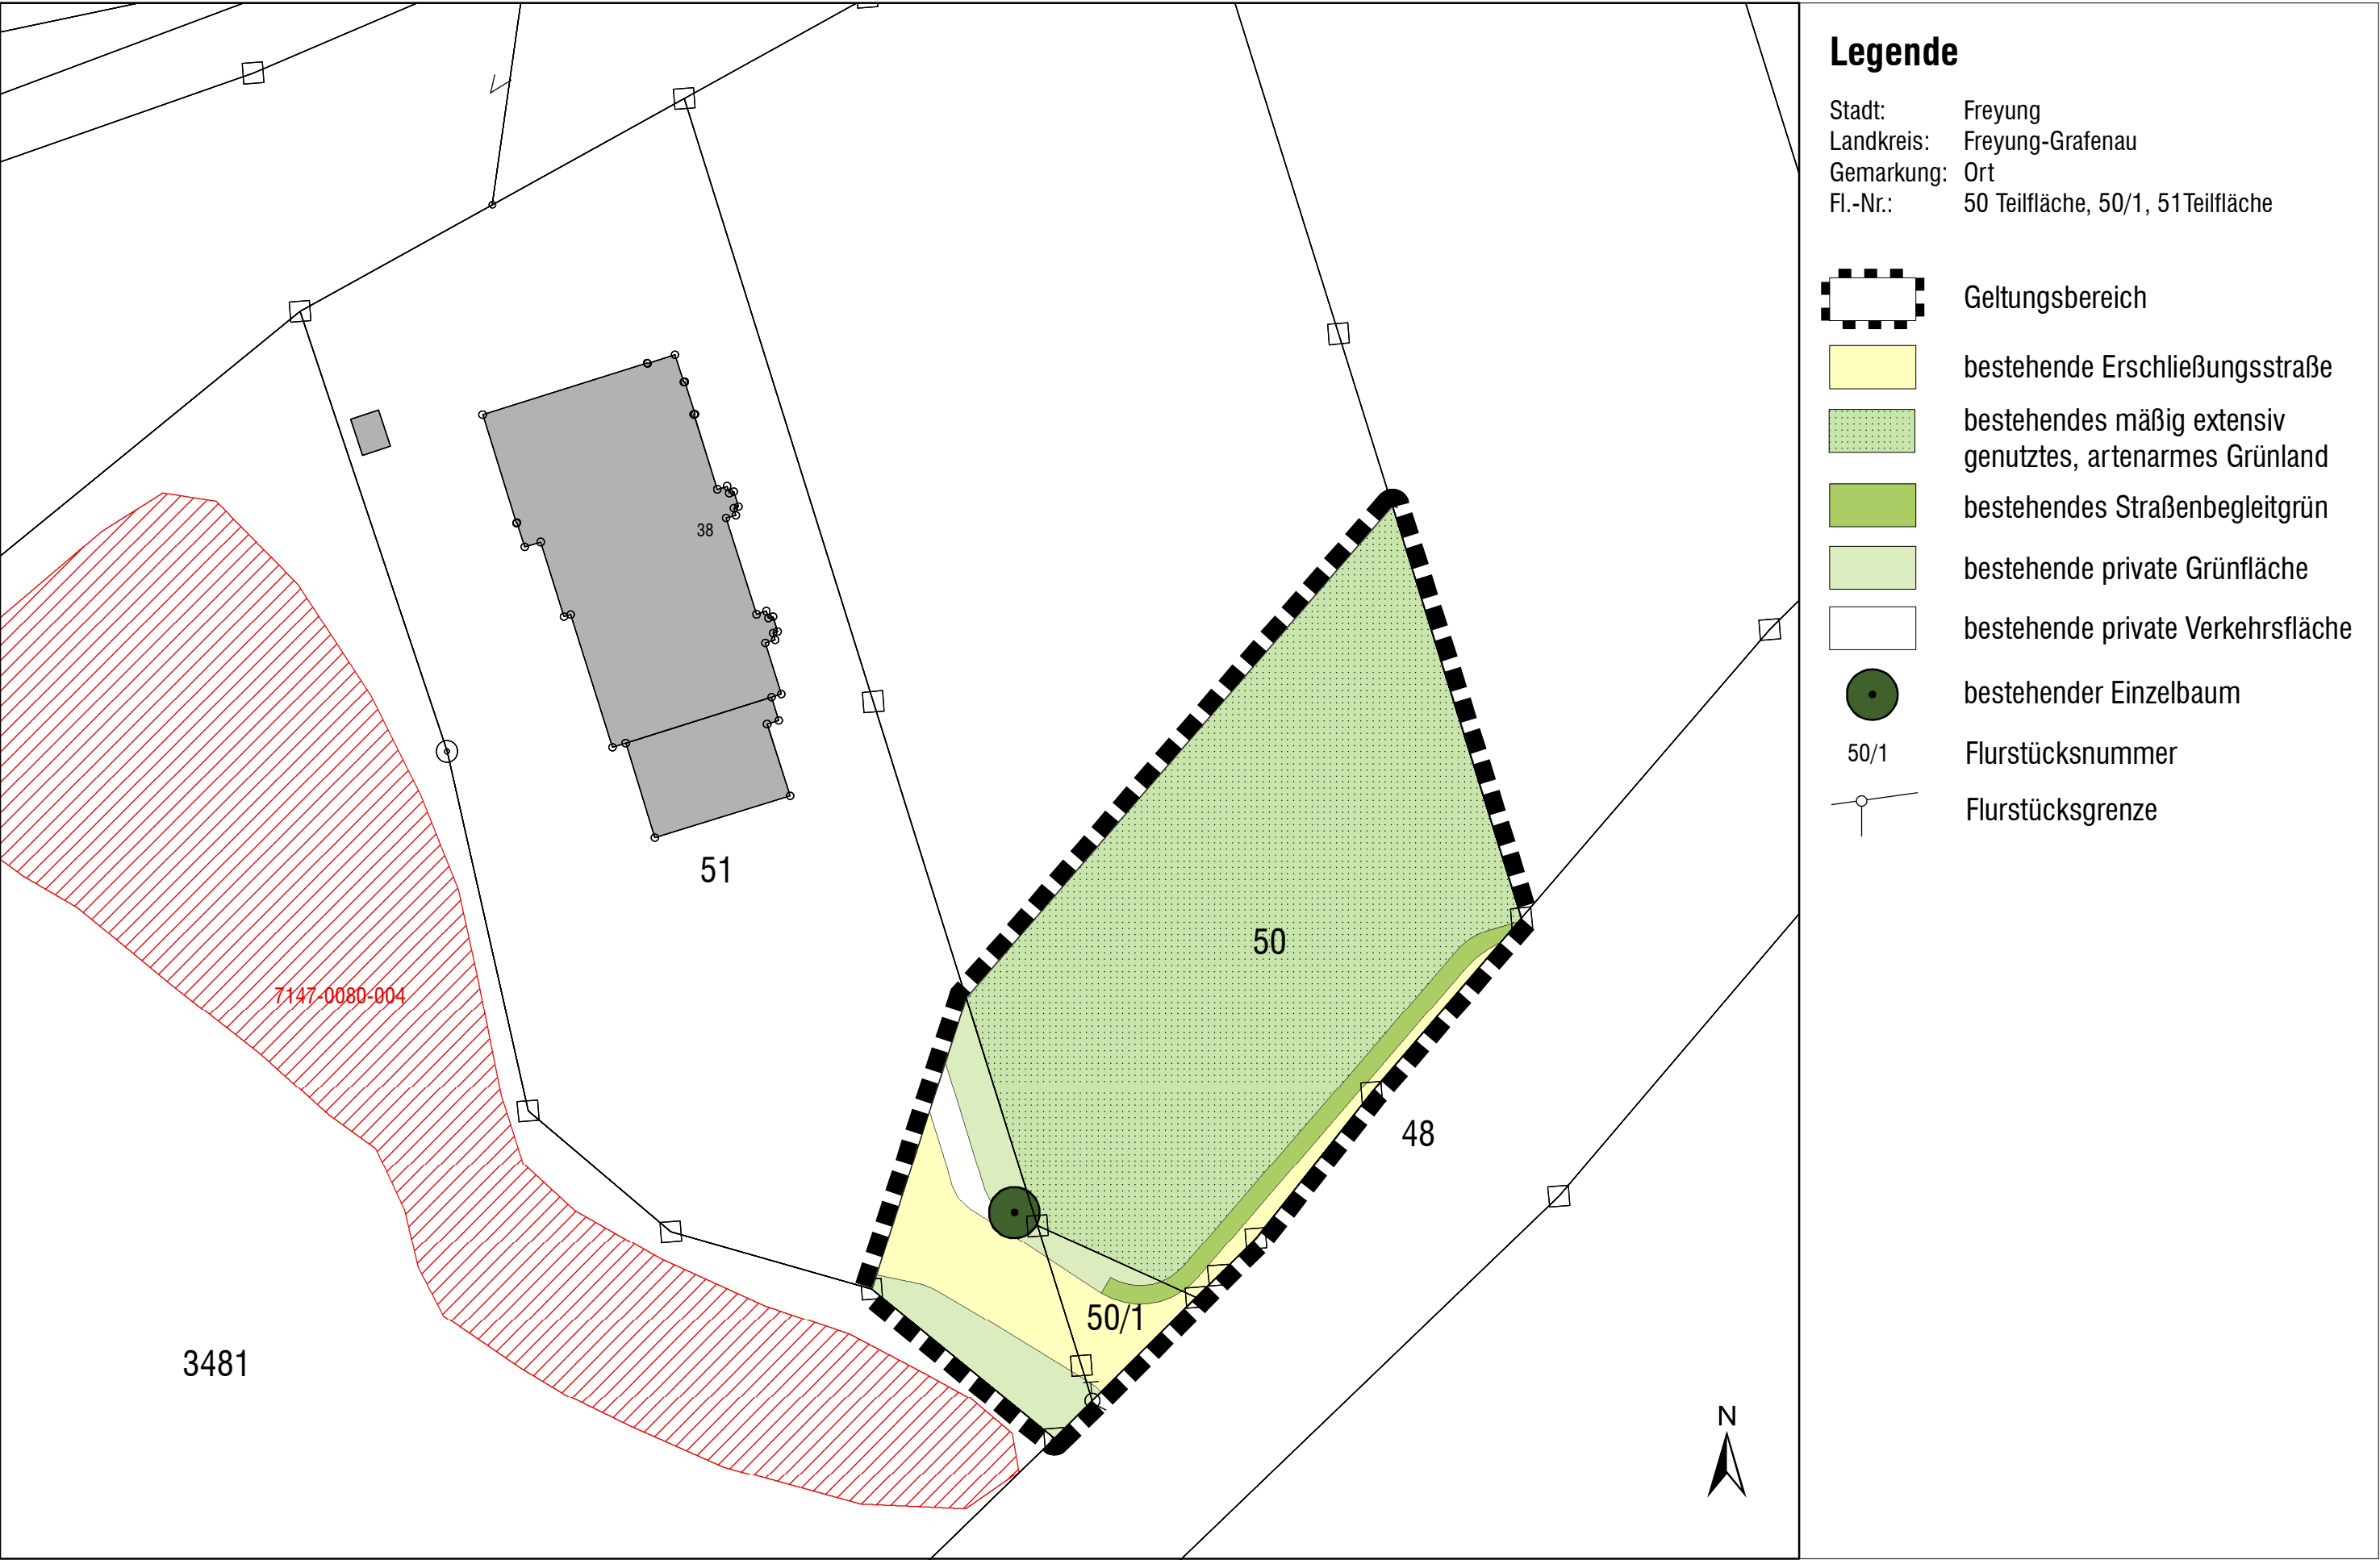 Legende
Stadt: Freyung
Landkreis: Freyung-Grafenau
Gemarkung: Ort
Fl.-Nr.: 50 Teilfläche, 50/1, 51Teilfläche
Geltungsbereich
bestehende Erschließungsstraße
bestehendes mäßig extensiv
genutztes, artenarmes Grünland
bestehendes Straßenbegleitgrün
bestehende private Grünfläche
bestehende private Verkehrsfläche
bestehender Einzelbaum
50/1 Flurstücksnummer
Flurstücksgrenze
38
51
50
7147-0080-004
48
50/1
3481
N